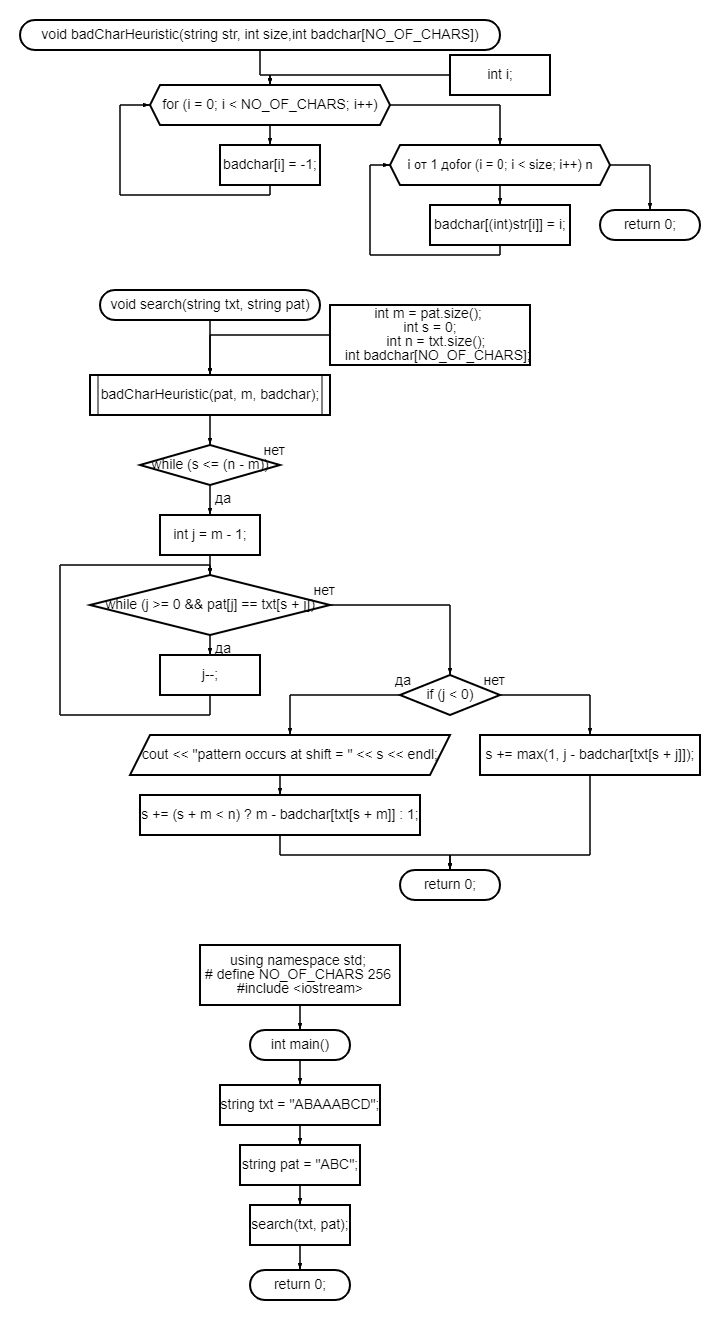 void badCharHeuristic(string str, int size,int badchar[NO_OF_CHARS])
int i;
for (i = 0; i < NO_OF_CHARS; i++)
badchar[i] = -1;
i от 1 доfor (i = 0; i < size; i++) n
badchar[(int)str[i]] = i;
return 0;
void search(string txt, string pat)
int m = pat.size();
int s = 0;
int n = txt.size();
int badchar[NO_OF_CHARS];
badCharHeuristic(pat, m, badchar);
while (s <= (n - m))
нет
да
int j = m - 1;
while (j >= 0 && pat[j] == txt[s + j])
нет
да
j--;
if (j < 0)
да
нет
cout << "pattern occurs at shift = " << s << endl;
s += max(1, j - badchar[txt[s + j]]);
s += (s + m < n) ? m - badchar[txt[s + m]] : 1;
return 0;
using namespace std;
# define NO_OF_CHARS 256
#include <iostream>
int main()
string txt = "ABAAABCD";
string pat = "ABC";
search(txt, pat);
return 0;